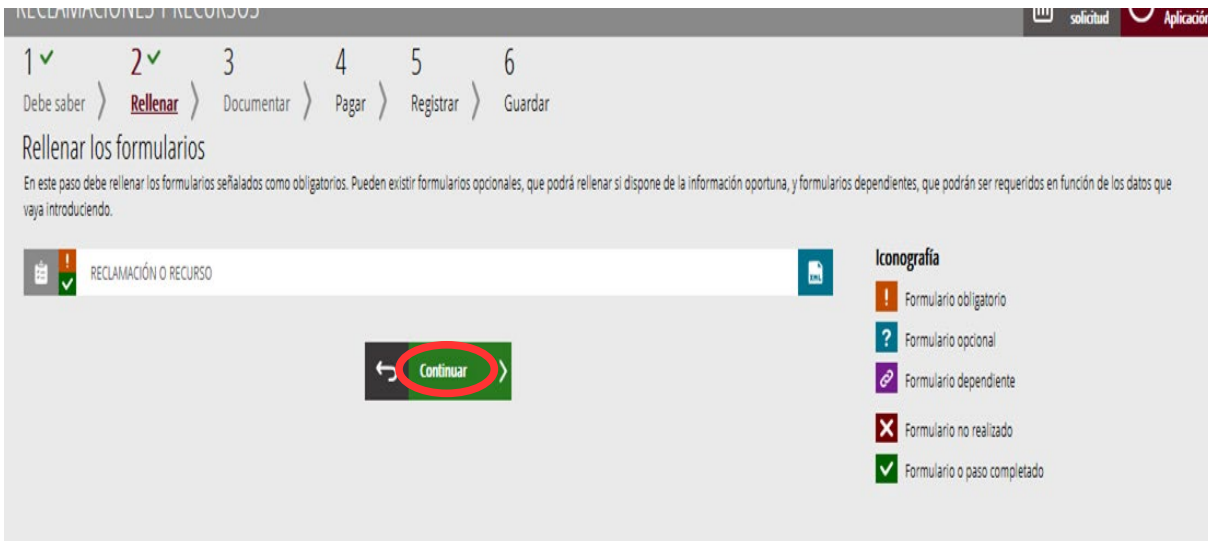 RECLAMACIONES Y RECURSOS
solicitud
Aplicación
1 2 3 4 5 6
Debe saber Rellenar Documentar Pagar Registrar Guardar
Rellenar los formularios
En este paso debe rellenar los formularios señalados como obligatorios. Pueden existir formularios opcionales, que podrá rellenar si dispone de la información oportuna, y formularios dependientes, que podrán ser requeridos en función de los datos que
vaya introduciendo.
RECLAMACIÓN O RECURSO
XML
Continuar
Iconografía
! Formulario obligatorio
? Formulario opcional
Formulario dependiente
Formulario no realizado
Formulario o paso completado